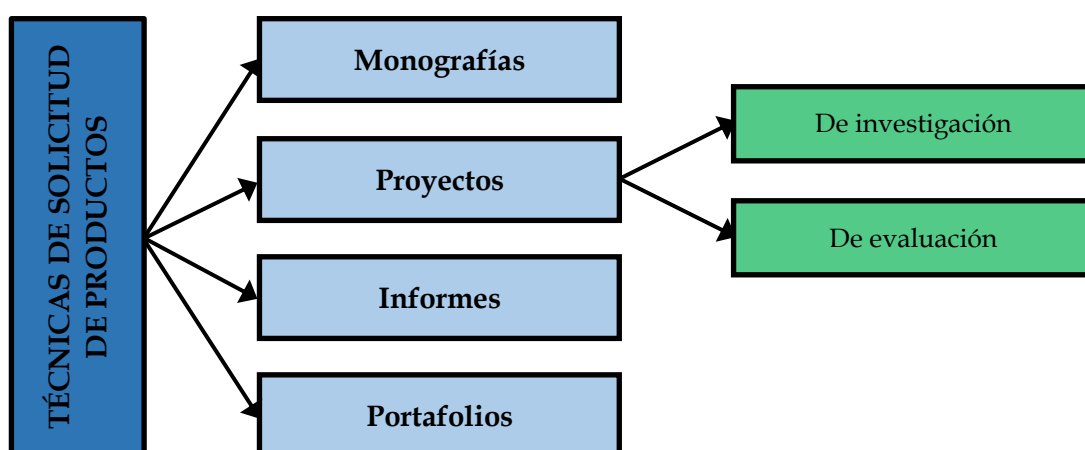 TÉCNICAS DE SOLICITUD
DE PRODUCTOS
Monografías
Proyectos
Informes
Portafolios
De investigación
De evaluación